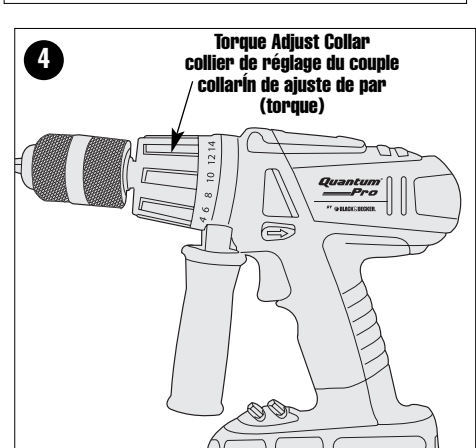 4
Torque Adjust Collar
collier de réglage du couple
collarÍn de ajuste de par
(torque)
4 6 8 10 12 14
Quantum
Pro
BY BLACK & DECKER